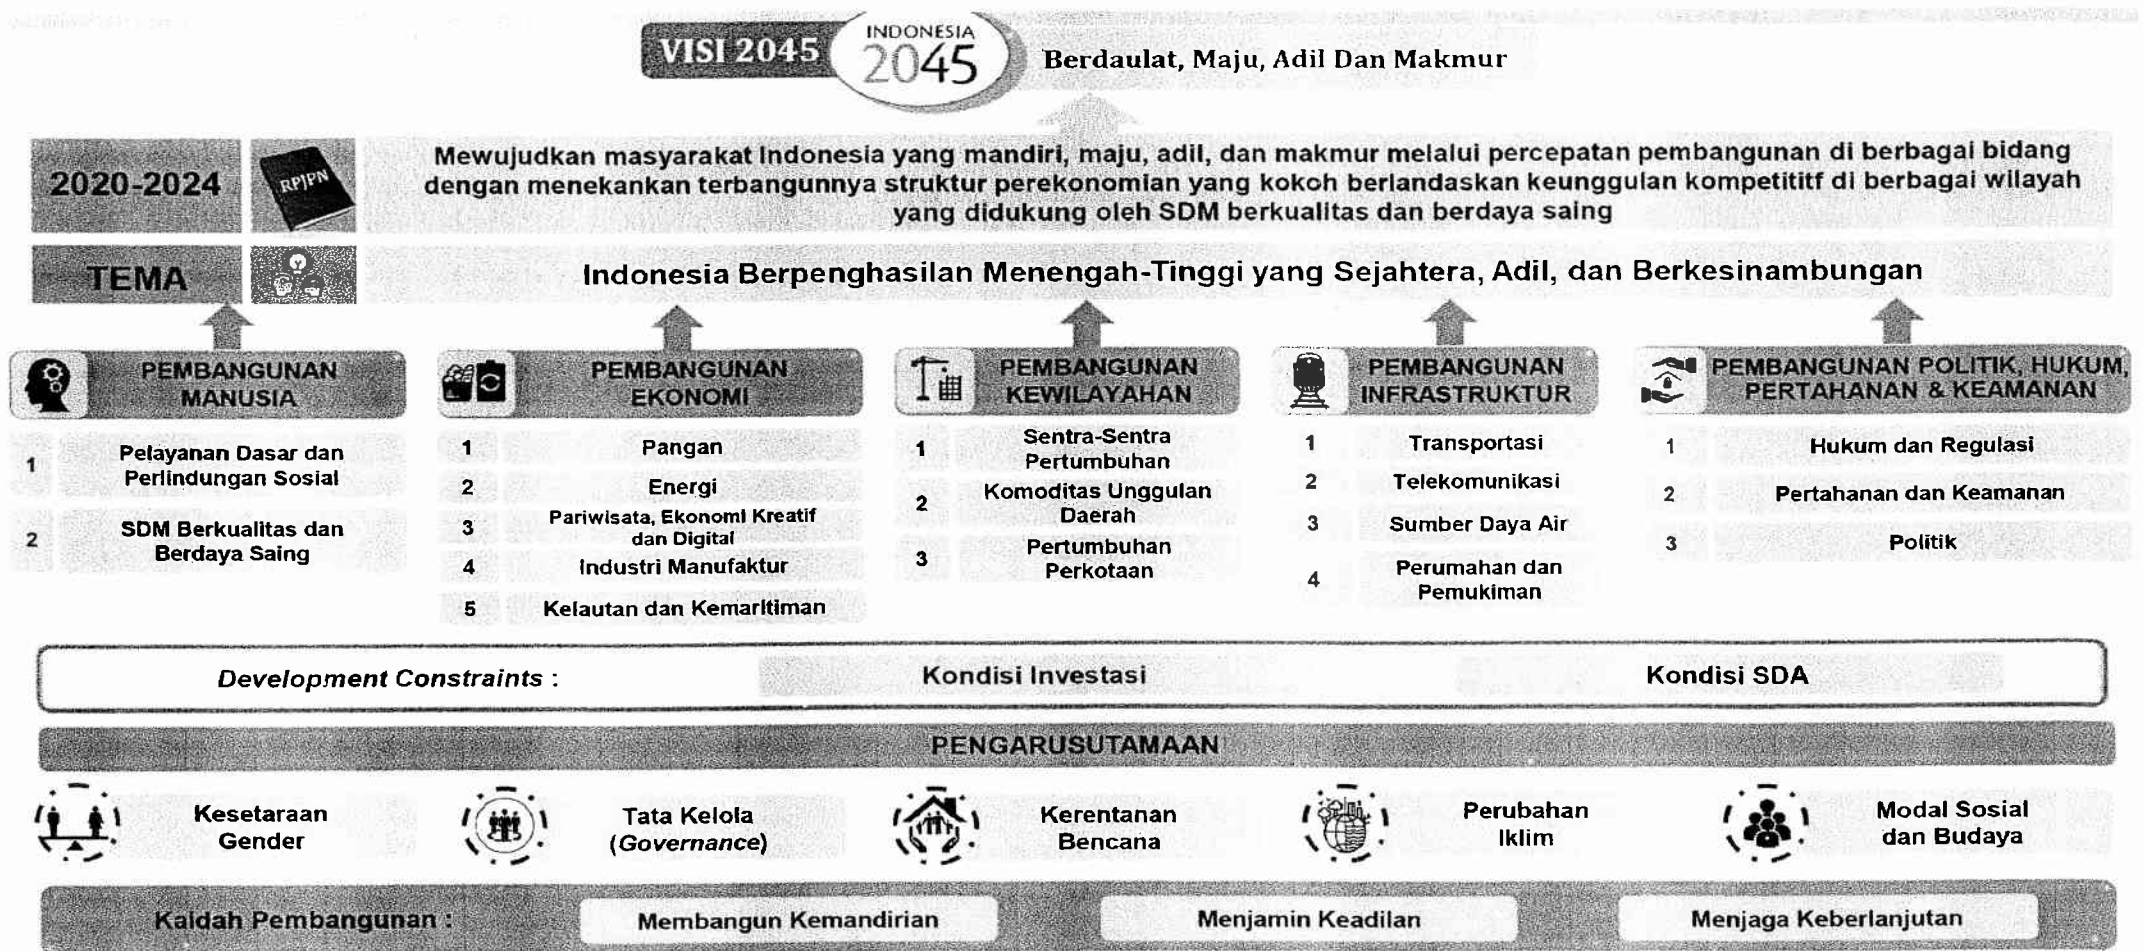 VISI 2045
INDONESIA
2045
Berdaulat, Maju, Adil Dan Makmur
2020-2024
RPJPN
Mewujudkan masyarakat Indonesia yang mandiri, maju, adil, dan makmur melalui percepatan pembangunan di berbagai bidang
dengan menekankan terbangunnya struktur perekonomian yang kokoh berlandaskan keunggulan kompetititf di berbagai wilayah
yang didukung oleh SDM berkualitas dan berdaya saing
TEMA
Indonesia Berpenghasilan Menengah-Tinggi yang Sejahtera, Adil, dan Berkesinambungan
PEMBANGUNAN
MANUSIA
1
Pelayanan Dasar dan
Perlindungan Sosial
2
SDM Berkualitas dan
Berdaya Saing
PEMBANGUNAN
EKONOMI
1 Pangan
2 Energi
3
Pariwisata, Ekonomi Kreatif
dan Digital
4 Industri Manufaktur
5 Kelautan dan Kemaritiman
PEMBANGUNAN
KEWILAYAHAN
1
Sentra-Sentra
Pertumbuhan
2
Komoditas Unggulan
Daerah
3
Pertumbuhan
Perkotaan
PEMBANGUNAN
INFRASTRUKTUR
1 Transportasi
2 Telekomunikasi
3 Sumber Daya Air
4
Perumahan dan
Pemukiman
PEMBANGUNAN POLITIK, HUKUM,
PERTAHANAN & KEAMANAN
1 Hukum dan Regulasi
2 Pertahanan dan Keamanan
3 Politik
Development Constraints :
Kondisi Investasi
Kondisi SDA
PENGARUSUTAMAAN
Kesetaraan
Gender
Tata Kelola
(Governance)
Kerentanan
Bencana
Perubahan
Iklim
Modal Sosial
dan Budaya
Kaidah Pembangunan :
Membangun Kemandirian
Menjamin Keadilan
Menjaga Keberlanjutan